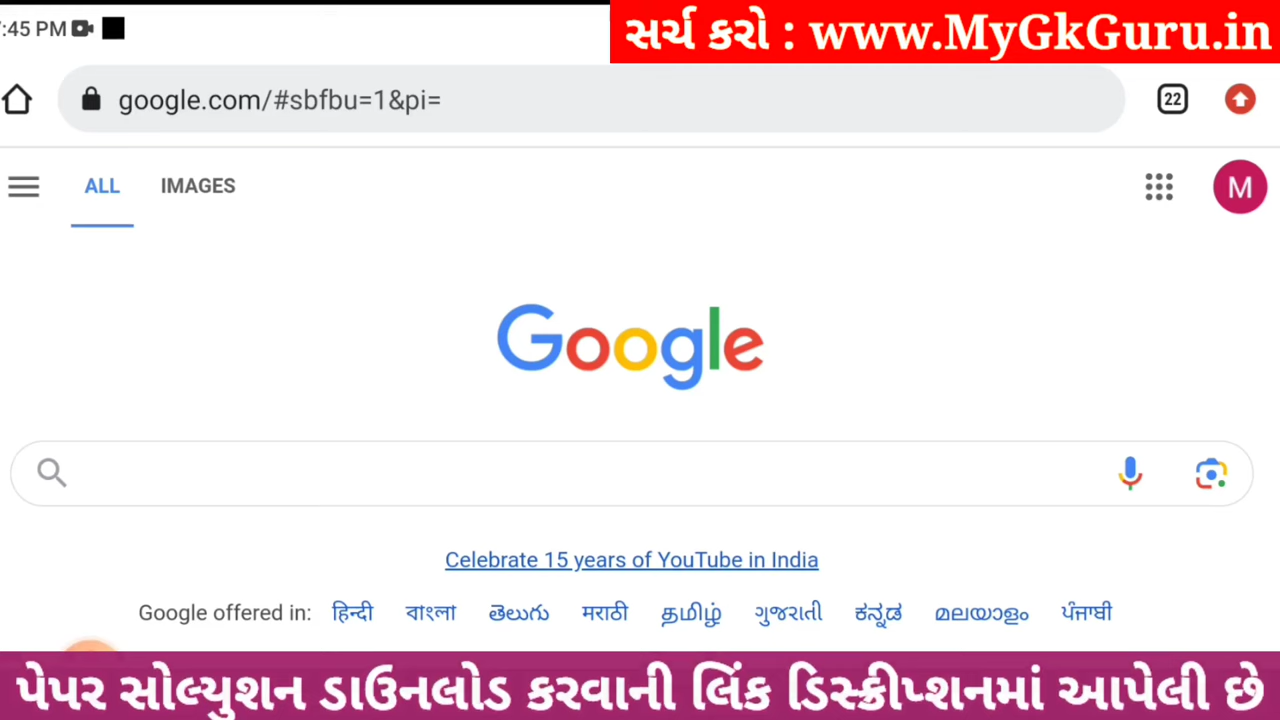 :45 PM
સર્ચ કરો : www.MyGkGuru.in
google.com/#sbfbu=1&pi=
22
ALL IMAGES
M
Google
Celebrate 15 years of YouTube in India
Google offered in: हिन्दी বাংলা తెలుగు मराठी தமிழ் ગુજરાતી ಕನ್ನಡ മലയാളം ਪੰਜਾਬੀ
પેપર સોલ્યુશન ડાઉનલોડ કરવાની લિંક ડિસ્ક્રીપ્શનમાં આપેલી છે